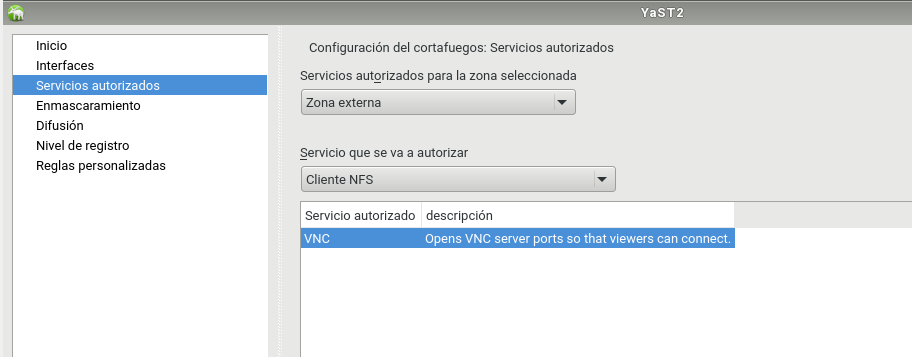 YaST2
Inicio
Interfaces
Servicios autorizados
Enmascaramiento
Difusión
Nivel de registro
Reglas personalizadas
Configuración del cortafuegos: Servicios autorizados
Servicios autorizados para la zona seleccionada
Zona externa
Servicio que se va a autorizar
Cliente NFS
Servicio autorizado descripción
VNC Opens VNC server ports so that viewers can connect.